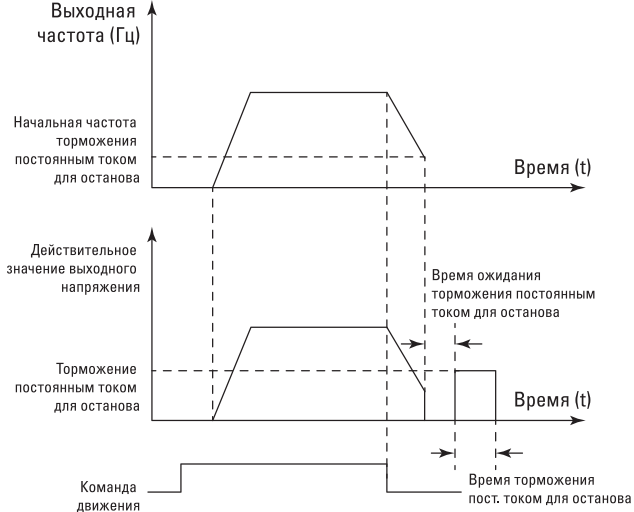 Выходная
частота (Гц)
Начальная частота
торможения
постоянным током
для останова
Время (t)
Действительное
значение выходного
напряжения
Время ожидания
торможения постоянным
током для останова
Торможение
постоянным током
для останова
Время (t)
Команда
движения
Время торможения
пост. током для останова